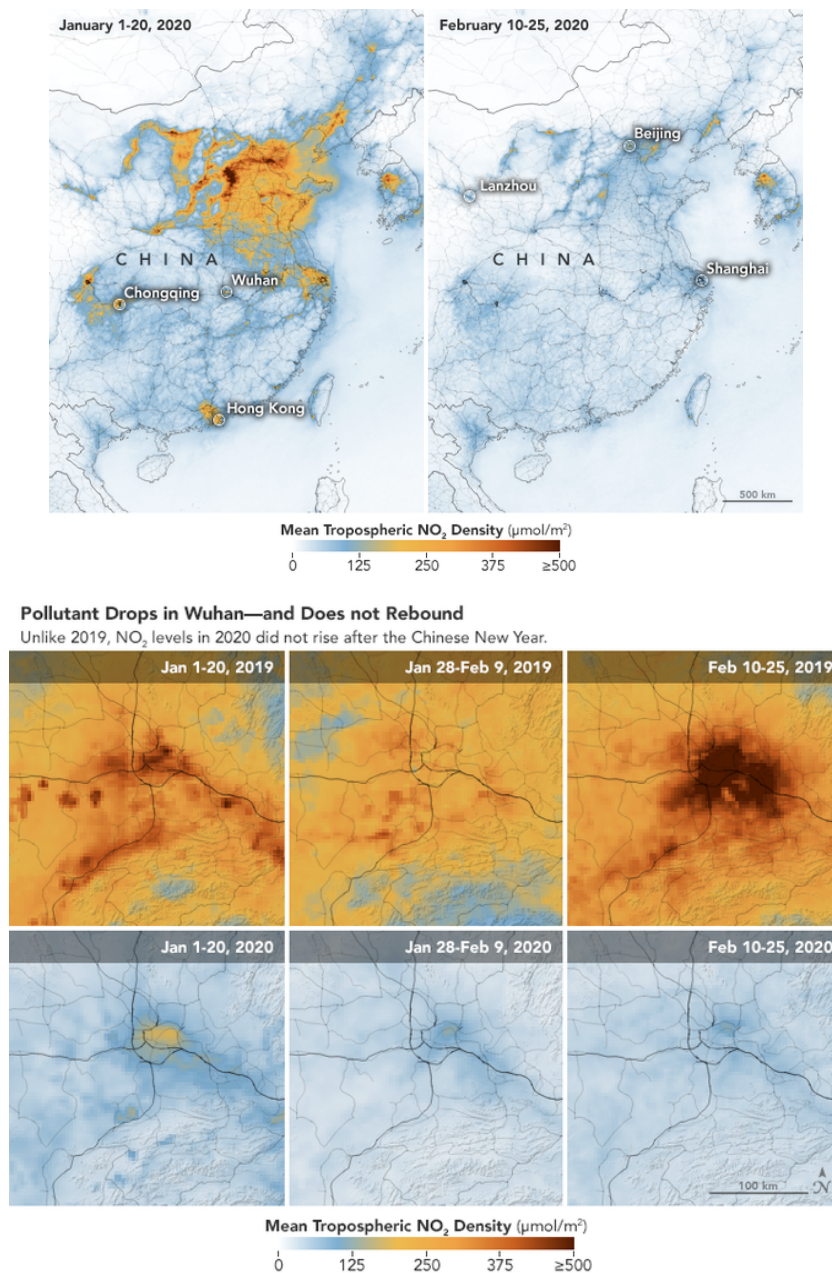 January 1-20, 2020
February 10-25, 2020
Beijing
Lanzhou
CHINA
CHINA
Shanghai
Wuhan
Chongqing
Hong Kong
500 km
Mean Tropospheric NO₂ Density (µmol/m²)
0 125 250 375 ≥500
Pollutant Drops in Wuhan—and Does not Rebound
Unlike 2019, NO₂ levels in 2020 did not rise after the Chinese New Year.
Jan 1-20, 2019
Jan 28-Feb 9, 2019
Feb 10-25, 2019
Jan 1-20, 2020
Jan 28-Feb 9, 2020
Feb 10-25, 2020
100 km
N
Mean Tropospheric NO₂ Density (µmol/m²)
0 125 250 375 ≥500